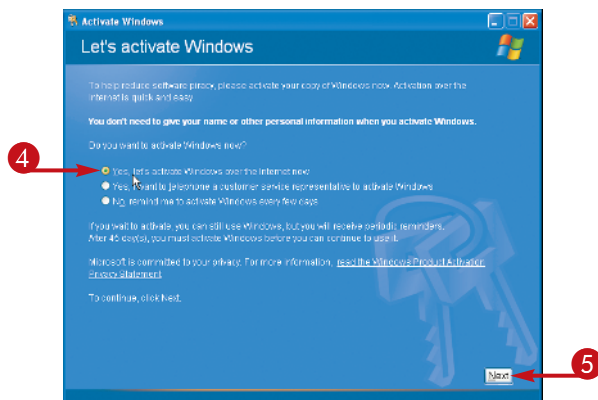 Activate Windows
Let's activate Windows
To help reduce software piracy, please activate your copy of Windows now. Activation over the
Internet is quick and easy.
You don't need to give your name or other personal information when you activate Windows.
Do you want to activate Windows now?
4
Yes, let's activate Windows over the Internet now
Yes, I want to telephone a customer service representative to activate Windows
No, remind me to activate Windows every few days
If you wait to activate, you can still use Windows, but you will receive periodic reminders.
After 45 day(s), you must activate Windows before you can continue to use it.
Microsoft is committed to your privacy. For more information, read the Windows Product Activation
Privacy Statement
To continue, click Next.
Next
5